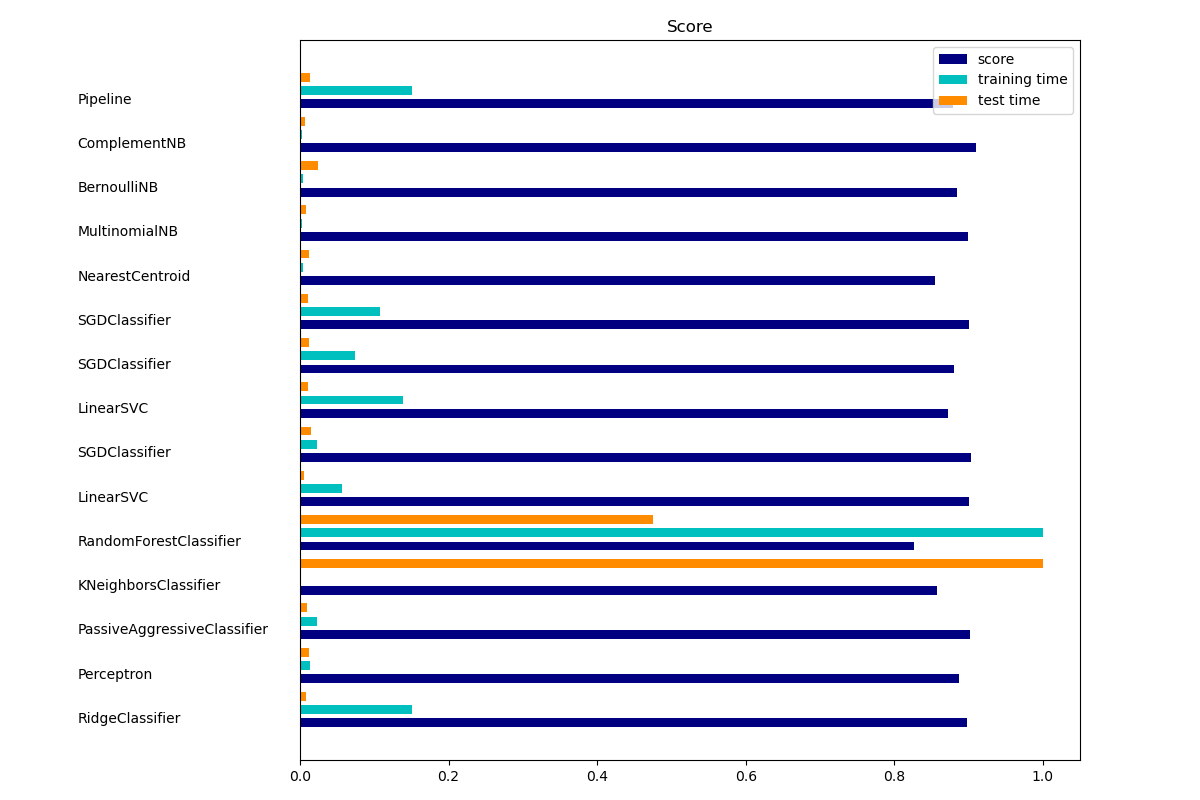 Score
score
training time
test time
Pipeline
ComplementNB
BernoulliNB
MultinomialNB
NearestCentroid
SGDClassifier
SGDClassifier
LinearSVC
SGDClassifier
LinearSVC
RandomForestClassifier
KNeighborsClassifier
PassiveAggressiveClassifier
Perceptron
RidgeClassifier
0.0 0.2 0.4 0.6 0.8 1.0